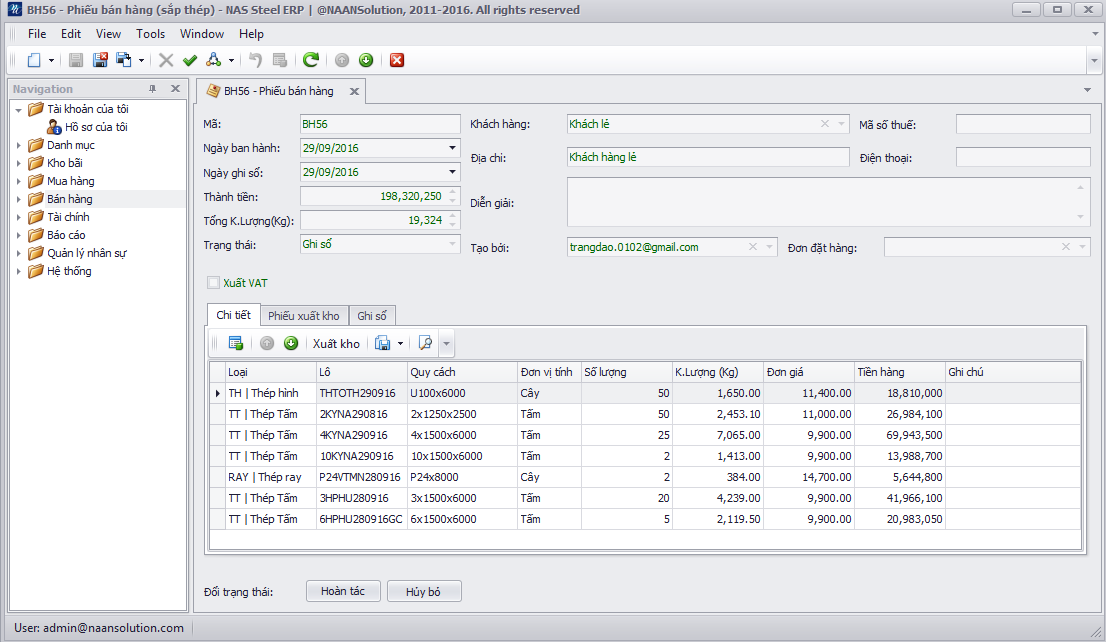 BH56 - Phiếu bán hàng (sắp thép) - NAS Steel ERP | @NAANSolution, 2011-2016. All rights reserved
File Edit View Tools Window Help
Navigation
Tài khoản của tôi
Hồ sơ của tôi
Danh mục
Kho bãi
Mua hàng
Bán hàng
Tài chính
Báo cáo
Quản lý nhân sự
Hệ thống
BH56 - Phiếu bán hàng
Mã: BH56 Khách hàng: Khách lẻ Mã số thuế:
Ngày ban hành: 29/09/2016 Địa chỉ: Khách hàng lẻ Điện thoại:
Ngày ghi sổ: 29/09/2016
Thành tiền: 198,320,250 Diễn giải:
Tổng K.Lượng(Kg): 19,324
Trạng thái: Ghi sổ Tạo bởi: trangdao.0102@gmail.com Đơn đặt hàng:
Xuất VAT
Chi tiết Phiếu xuất kho Ghi sổ
Xuất kho
Loại Lô Quy cách Đơn vị tính Số lượng K.Lượng (Kg) Đơn giá Tiền hàng Ghi chú
TH | Thép hình THTOTH290916 U100x6000 Cây 50 1,650.00 11,400.00 18,810,000
TT | Thép Tấm 2KYNA290816 2x1250x2500 Tấm 50 2,453.10 11,000.00 26,984,100
TT | Thép Tấm 4KYNA290916 4x1500x6000 Tấm 25 7,065.00 9,900.00 69,943,500
TT | Thép Tấm 10KYNA290916 10x1500x6000 Tấm 2 1,413.00 9,900.00 13,988,700
RAY | Thép ray P24VTMN280916 P24x8000 Cây 2 384.00 14,700.00 5,644,800
TT | Thép Tấm 3HPHU280916 3x1500x6000 Tấm 20 4,239.00 9,900.00 41,966,100
TT | Thép Tấm 6HPHU280916GC 6x1500x6000 Tấm 5 2,119.50 9,900.00 20,983,050
Đổi trạng thái: Hoàn tác Hủy bỏ
User: admin@naansolution.com